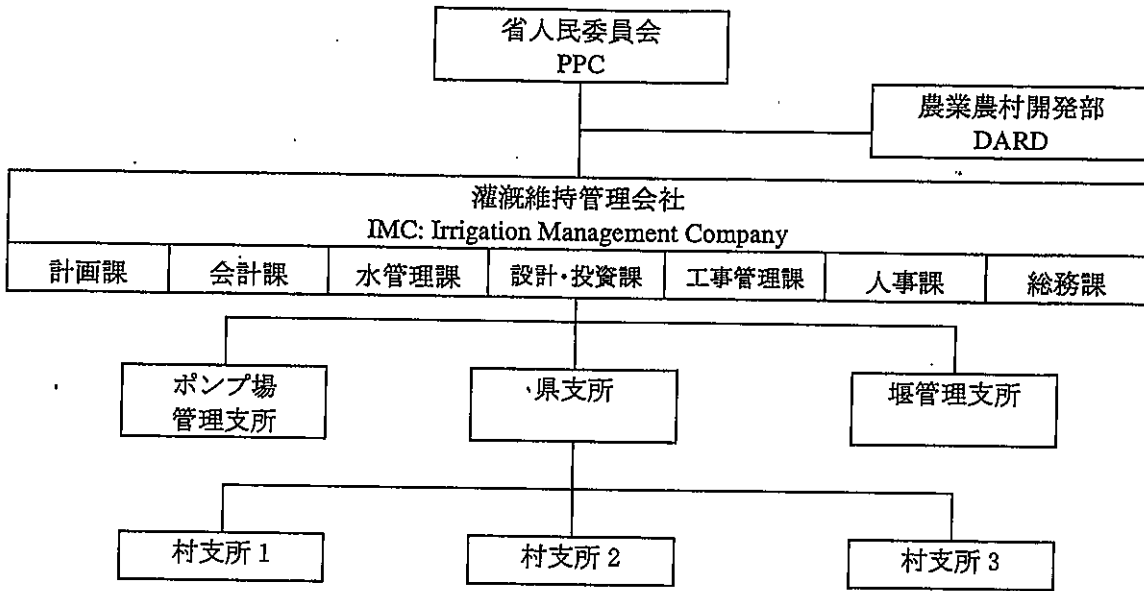 省人民委員会
PPC
農業農村開発部
DARD
灌漑維持管理会社
IMC: Irrigation Management Company
計画課
会計課
水管理課
設計・投資課
工事管理課
人事課
総務課
ポンプ場
管理支所
県支所
堰管理支所
村支所 1
村支所 2
村支所 3